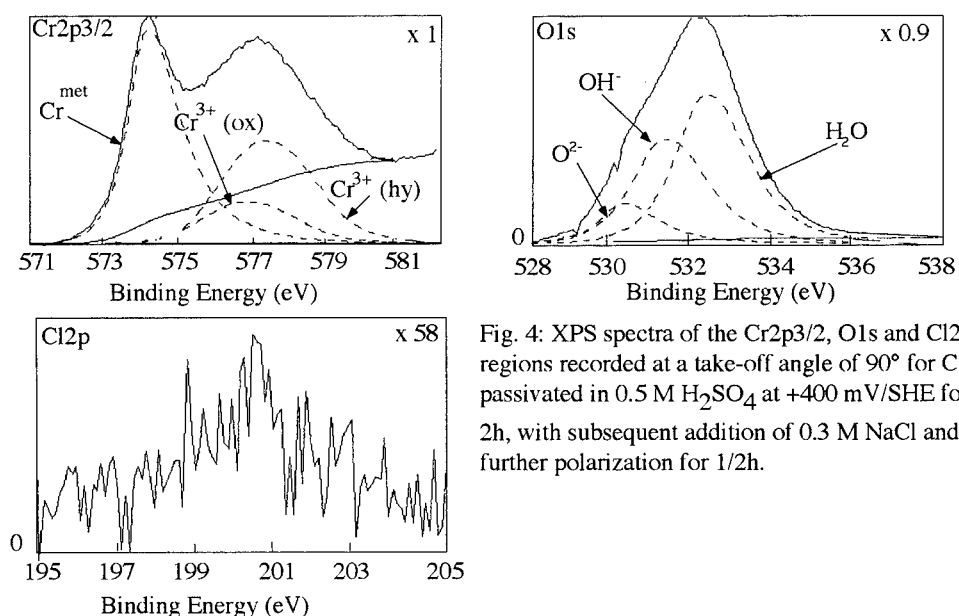 Cr2p3/2
x 1
Cr met
Cr 3+ (ox)
Cr 3+ (hy)
571 573 575 577 579 581
Binding Energy (eV)
O1s
x 0.9
OH-
O2-
H2O
0
528 530 532 534 536 538
Binding Energy (eV)
Cl2p
x 58
0
195 197 199 201 203 205
Binding Energy (eV)
Fig. 4: XPS spectra of the Cr2p3/2, O1s and Cl2
regions recorded at a take-off angle of 90° for C
passivated in 0.5 M H2SO4 at +400 mV/SHE fo
2h, with subsequent addition of 0.3 M NaCl and
further polarization for 1/2h.